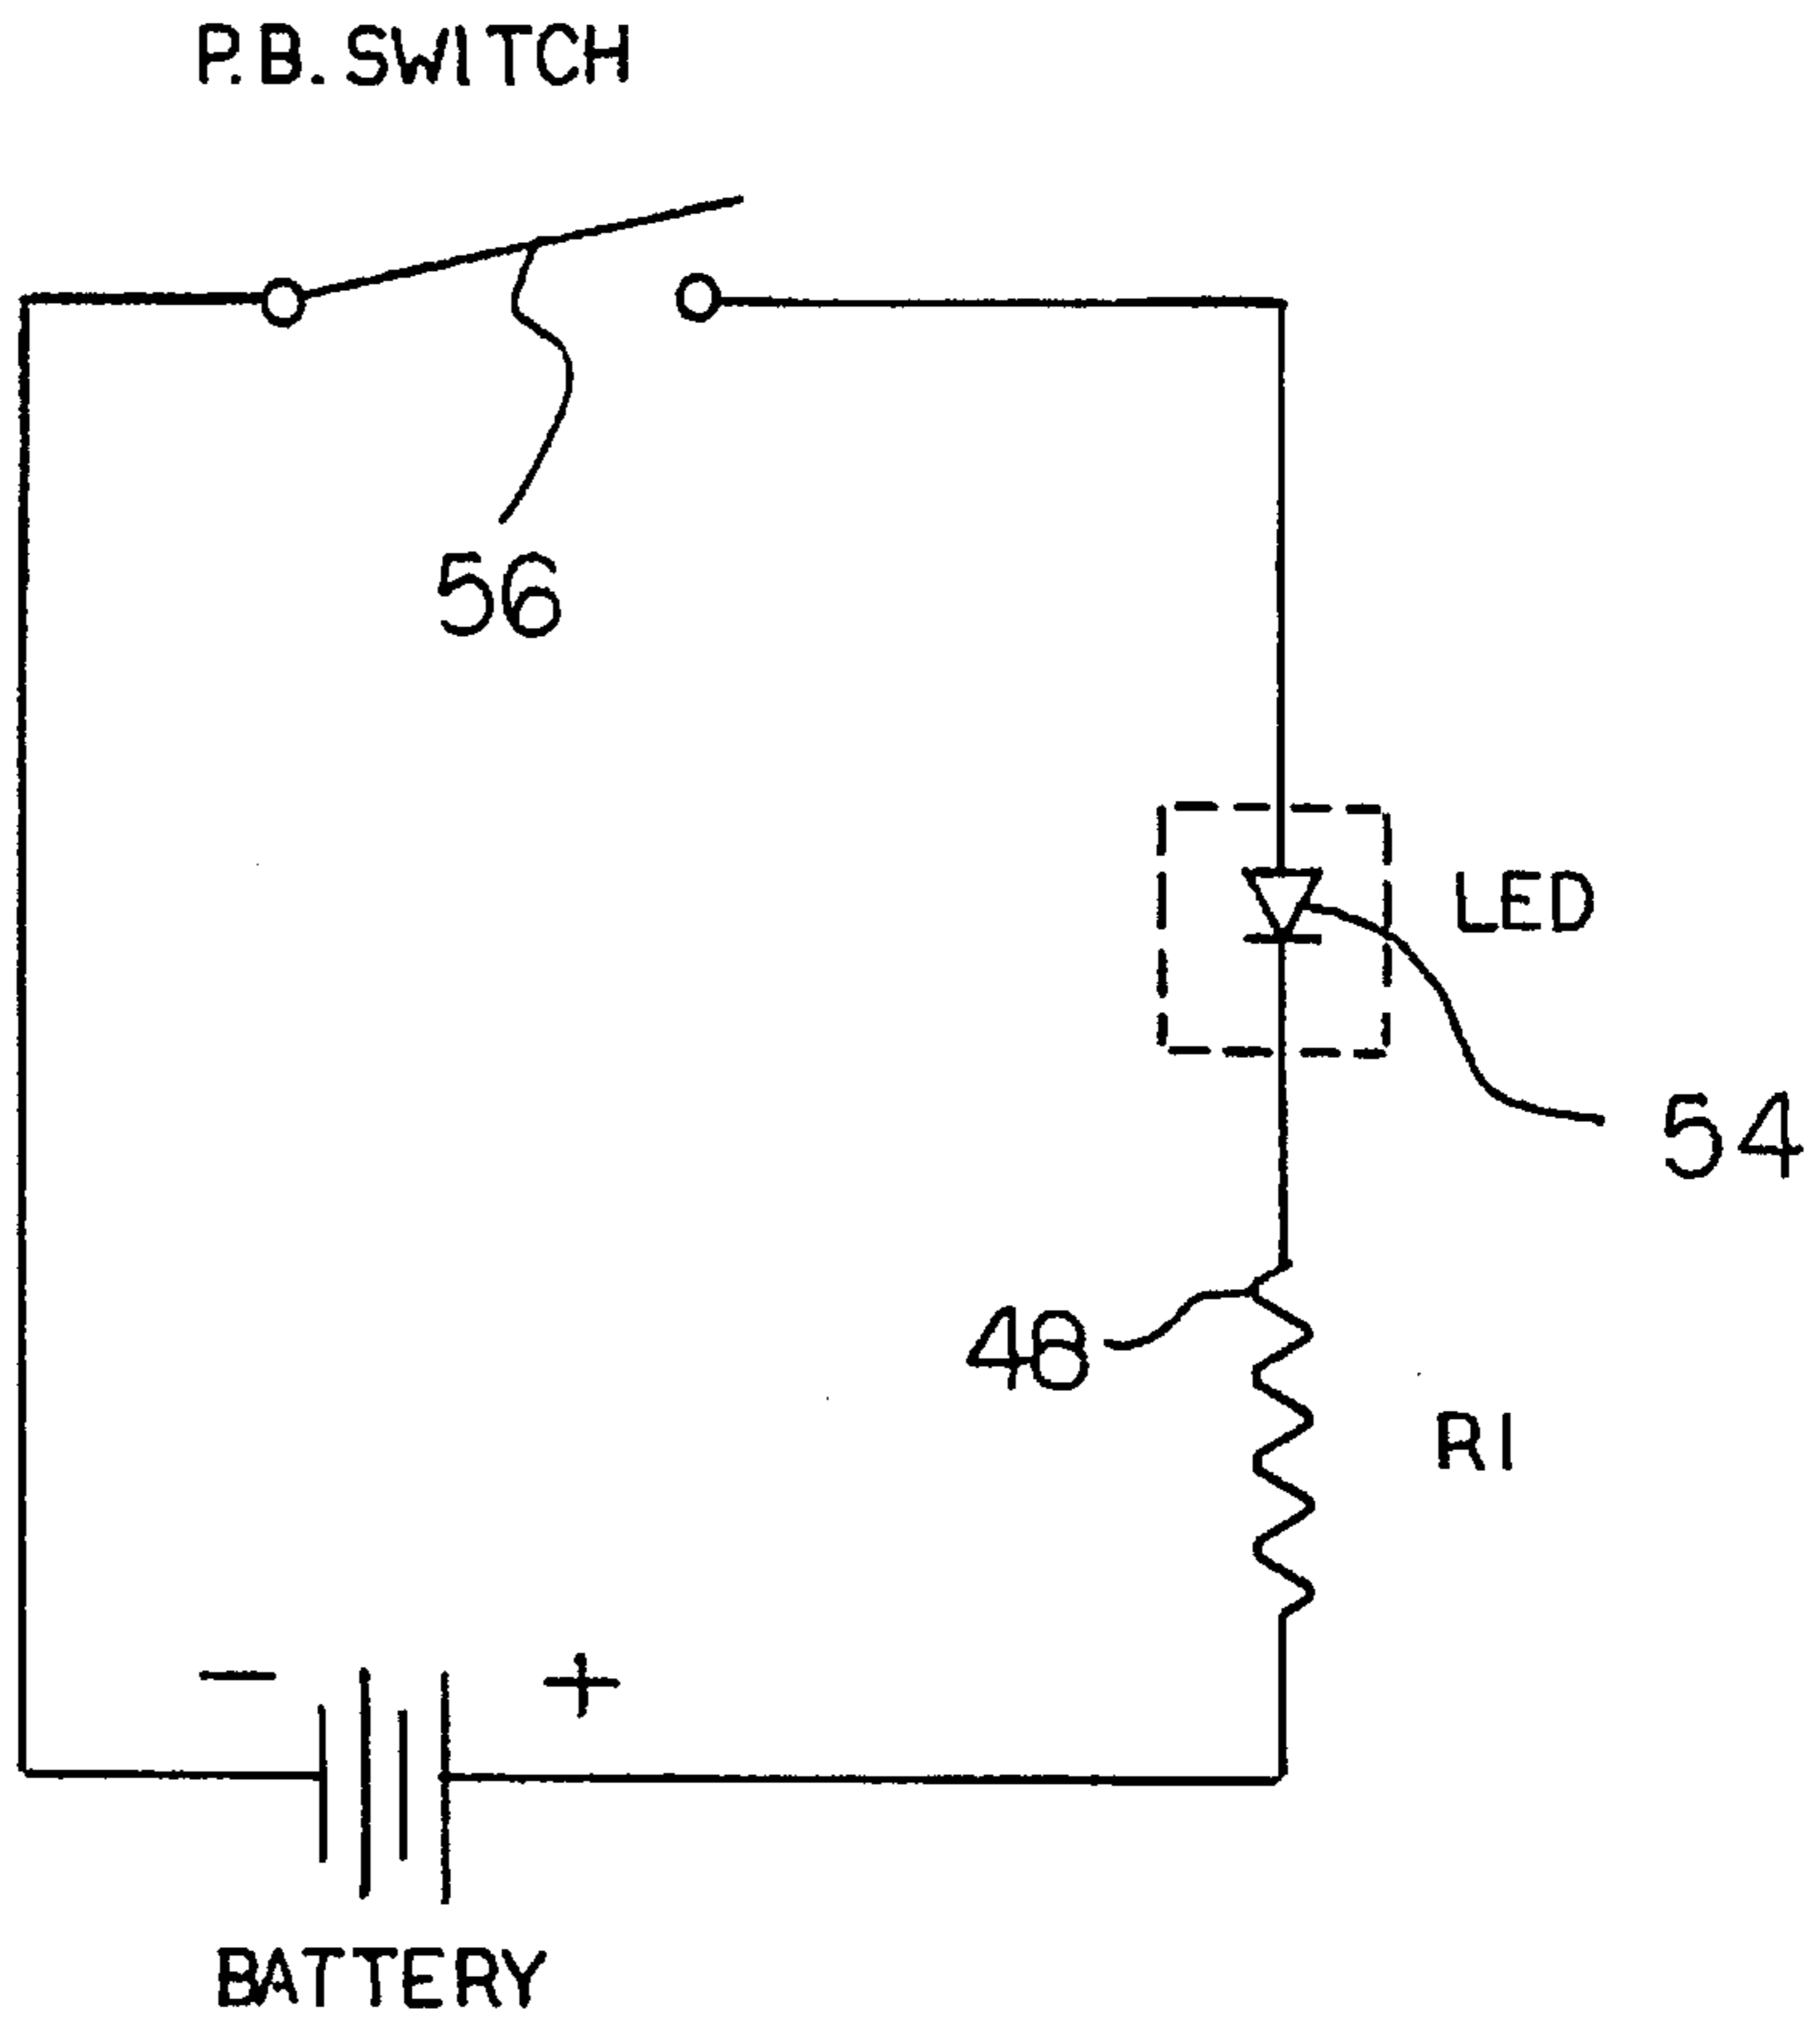 P.B. SWITCH
56
LED
54
48
R1
− +
BATTERY